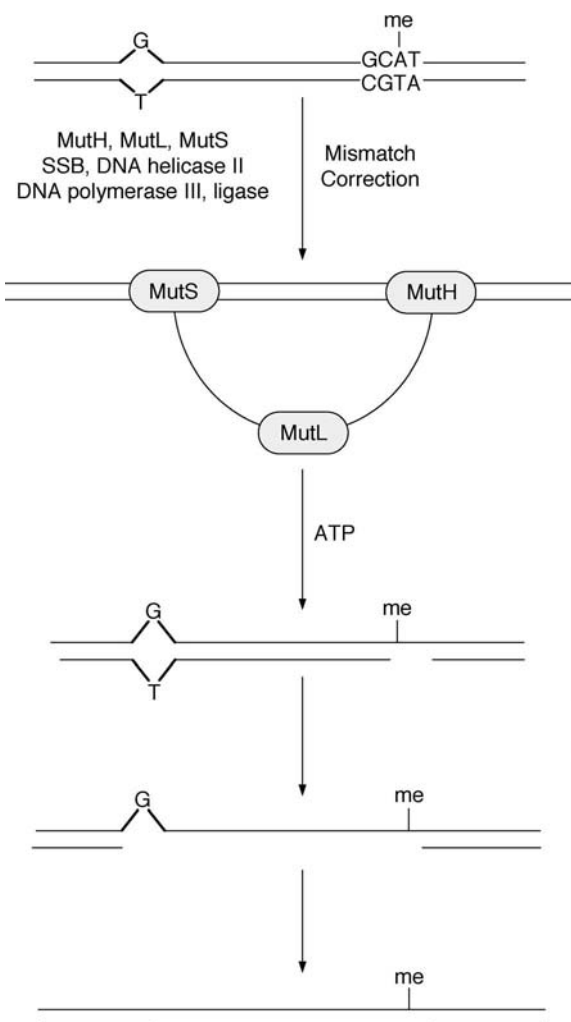 me
G
GCAT
CGTA
T
MutH, MutL, MutS
SSB, DNA helicase II
DNA polymerase III, ligase
Mismatch
Correction
MutS
MutH
MutL
ATP
G
me
T
G
me
me